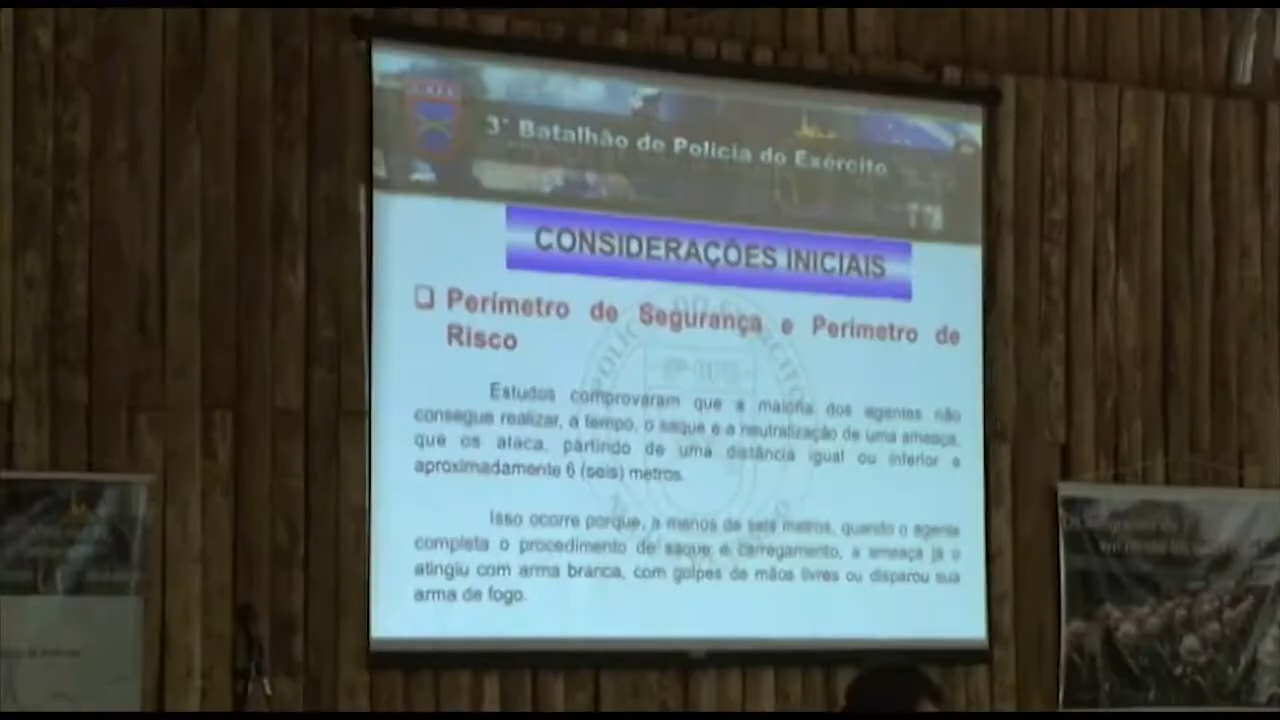 3° Batalhão de Polícia do Exército
CONSIDERAÇÕES INICIAIS
❑ Perímetro de Segurança e Perímetro de
Risco
Estudos comprovaram que a maioria dos agentes não
consegue realizar, a tempo, o saque e a neutralização de uma ameaça,
que os ataca, partindo de uma distância igual ou inferior a
aproximadamente 6 (seis) metros.
Isso ocorre porque, a menos de seis metros, quando o agente
completa o procedimento de saque e carregamento, a ameaça já o
atingiu com arma branca, com golpes de mãos livres ou disparou sua
arma de fogo.